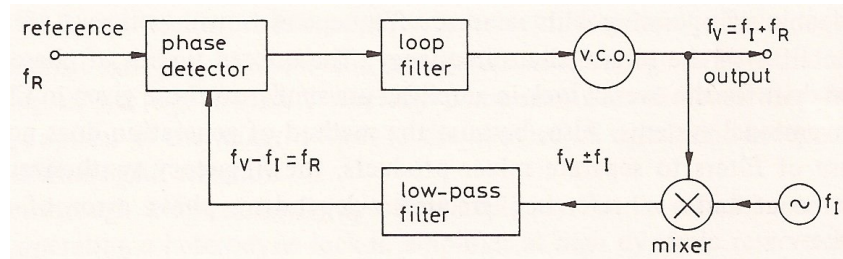 reference
f_R
phase
detector
loop
filter
v.c.o.
f_V=f_I+f_R
output
f_V-f_I=f_R
f_V±f_I
low-pass
filter
~
f_I
mixer